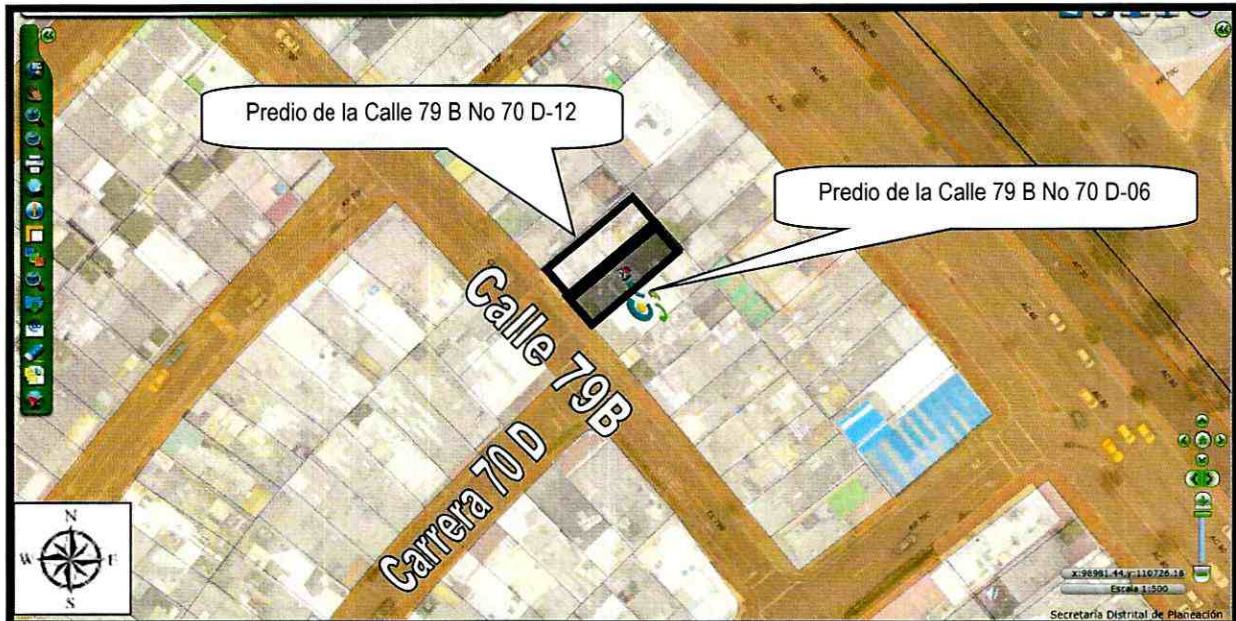 Predio de la Calle 79 B No 70 D-12
Predio de la Calle 79 B No 70 D-06
Calle 79B
Carrera 70 D
N
W E
S
Escala 1:500
Secretaría Distrital de Planeación